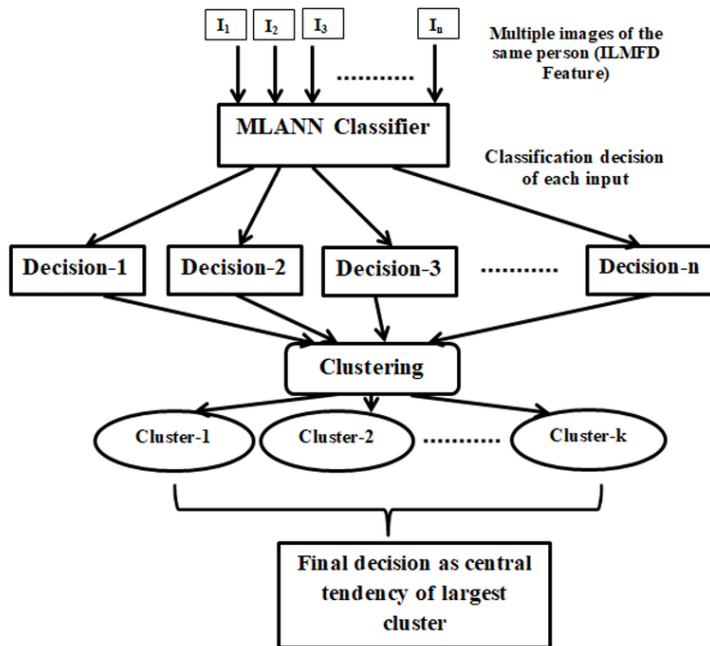 I1 I2 I3 In
Multiple images of the
same person (ILMFD
Feature)
............
MLANN Classifier
Classification decision
of each input
Decision-1 Decision-2 Decision-3 ........... Decision-n
Clustering
Cluster-1 Cluster-2 ........... Cluster-k
Final decision as central
tendency of largest
cluster